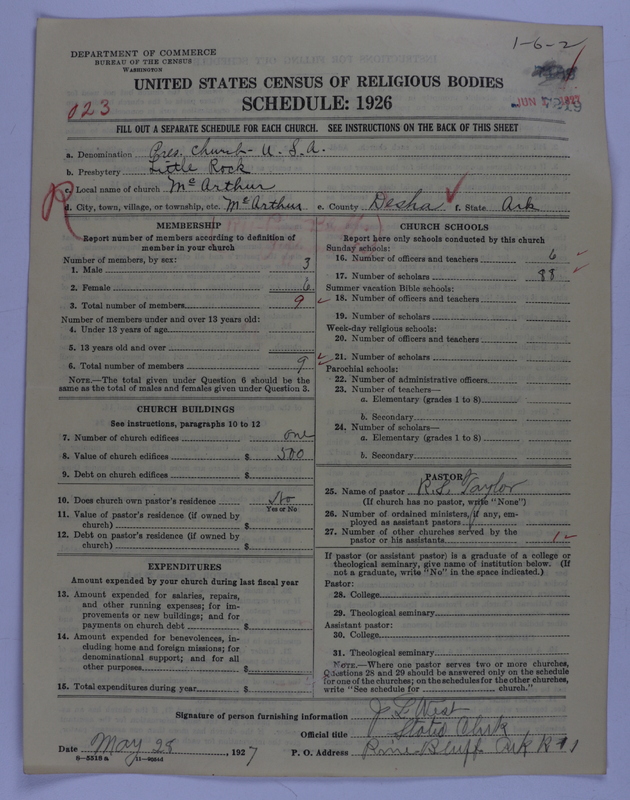 1-6-2
DEPARTMENT OF COMMERCE
BUREAU OF THE CENSUS
WASHINGTON
UNITED STATES CENSUS OF RELIGIOUS BODIES
SCHEDULE: 1926
023
JUN
FILL OUT A SEPARATE SCHEDULE FOR EACH CHURCH. SEE INSTRUCTIONS ON THE BACK OF THIS SHEET
a. Denomination Pres. Church - U.S.A.
b. Presbytery Little Rock
c. Local name of church McArthur
d. City, town, village, or township, etc. McArthur e. County Desha f. State Ark
R
MEMBERSHIP
Report number of members according to definition of
member in your church
Number of members, by sex:
1. Male 3
2. Female 6
3. Total number of members 9
Number of members under and over 13 years old:
4. Under 13 years of age
5. 13 years old and over
6. Total number of members 9
NOTE.—The total given under Question 6 should be the
same as the total of males and females given under Question 3.
CHURCH BUILDINGS
See instructions, paragraphs 10 to 12
7. Number of church edifices one
8. Value of church edifices $ 500
9. Debt on church edifices $
10. Does church own pastor's residence No
Yes or No
11. Value of pastor's residence (if owned by
church) $
12. Debt on pastor's residence (if owned by
church) $
EXPENDITURES
Amount expended by your church during last fiscal year
13. Amount expended for salaries, repairs,
and other running expenses; for im-
provements or new buildings; and for
payments on church debt $
14. Amount expended for benevolences, in-
cluding home and foreign missions; for
denominational support; and for all
other purposes $
15. Total expenditures during year $
CHURCH SCHOOLS
Report here only schools conducted by this church
Sunday schools:
16. Number of officers and teachers 6
17. Number of scholars 88
Summer vacation Bible schools:
18. Number of officers and teachers
19. Number of scholars
Week-day religious schools:
20. Number of officers and teachers
21. Number of scholars
Parochial schools:
22. Number of administrative officers
23. Number of teachers—
a. Elementary (grades 1 to 8)
b. Secondary
24. Number of scholars—
a. Elementary (grades 1 to 8)
b. Secondary
PASTOR
25. Name of pastor R. S. Taylor
(If church has no pastor, write "None")
26. Number of ordained ministers, if any, em-
ployed as assistant pastors
27. Number of other churches served by the
pastor or his assistants
If pastor (or assistant pastor) is a graduate of a college or
theological seminary, give name of institution below. (If
not a graduate, write "No" in the space indicated.)
Pastor:
28. College
29. Theological seminary
Assistant pastor:
30. College
31. Theological seminary
NOTE.—Where one pastor serves two or more churches,
Questions 28 and 29 should be answered only on the schedule
for one of the churches; on the schedules for the other churches,
write "See schedule for church."
Signature of person furnishing information J L West
Official title Stated Clerk
Date May 25, 1927 P. O. Address Pine Bluff Ark R #1
8-5518 a